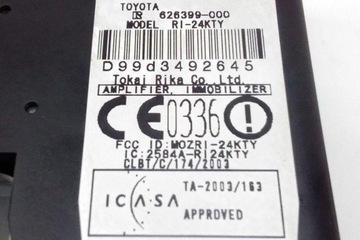 TOYOTA
626399-000
MODEL RI-24KTY
D99d3492645
Tokai Rika Co., Ltd.
AMPLIFIER, IMMOBILIZER
CE0336
FCC ID:MOZRI-24KTY
IC:2584A-RI24KTY
CLBT/C/174/2003
ICASA
TA-2003/163
APPROVED